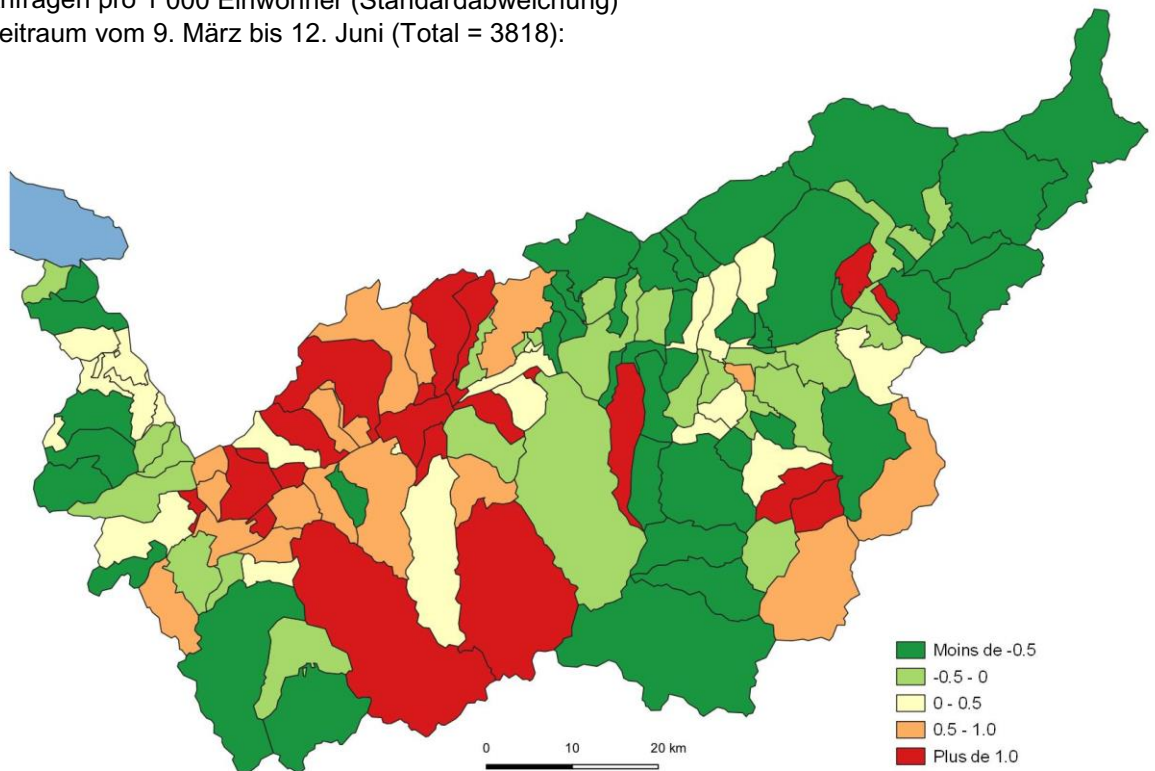 nfragen pro 1 000 Einwohner (Standardabweichung)
eitraum vom 9. März bis 12. Juni (Total = 3818):
Moins de -0.5
-0.5 - 0
0 - 0.5
0.5 - 1.0
Plus de 1.0
0 10 20 km